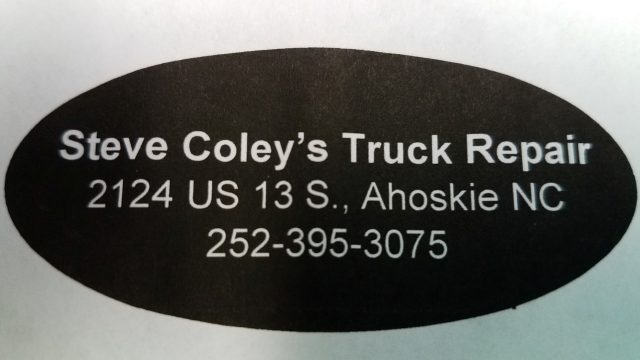 Steve Coley's Truck Repair
2124 US 13 S., Ahoskie NC
252-395-3075